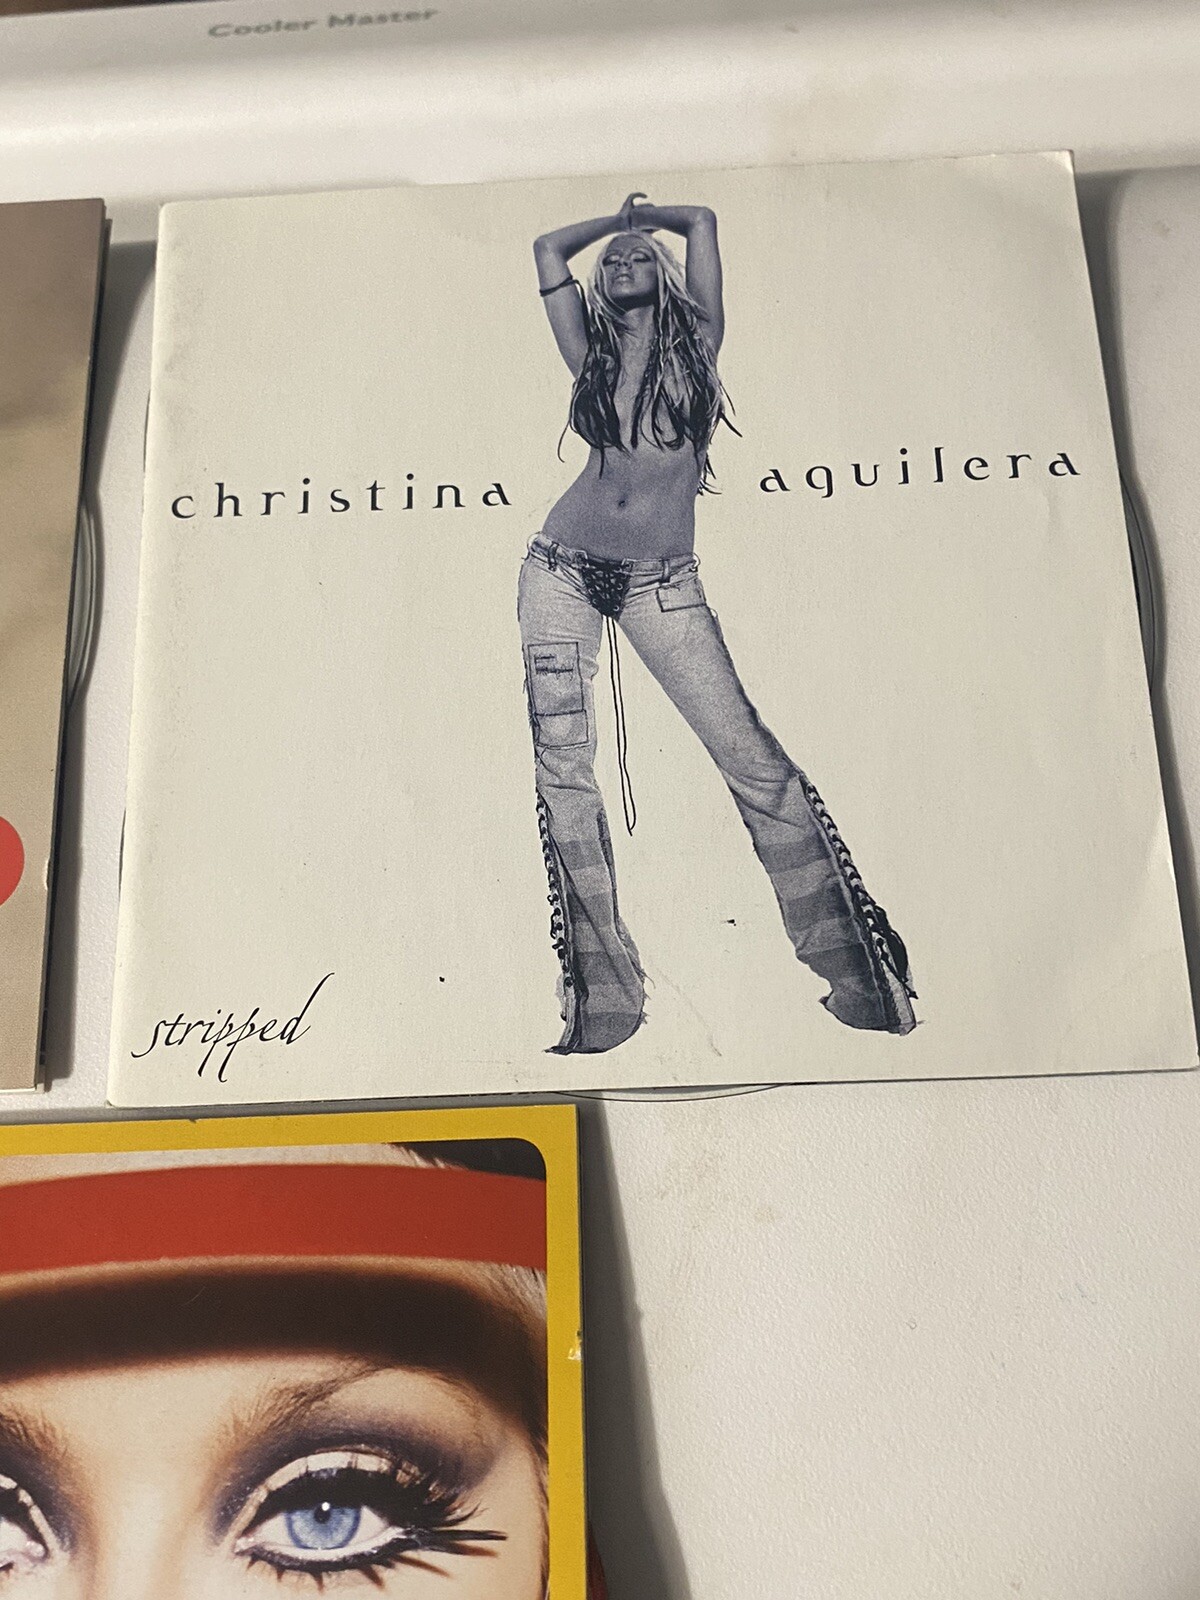 Cooler Master
christina aguilera
stripped